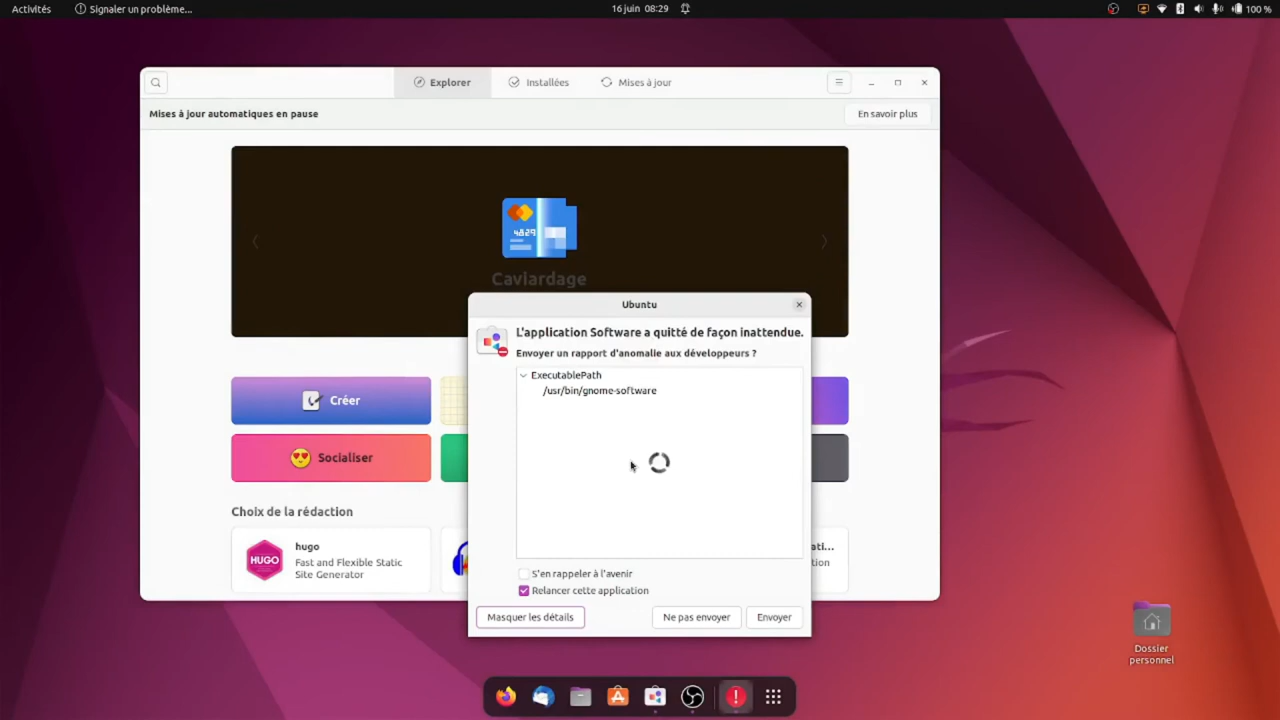 Activités
Signaler un problème...
16 juin 08:29
100 %
Explorer
Installées
Mises à jour
Mises à jour automatiques en pause
En savoir plus
4829
Caviardage
Ubuntu
L'application Software a quitté de façon inattendue.
Envoyer un rapport d'anomalie aux développeurs ?
ExecutablePath
/usr/bin/gnome-software
S'en rappeler à l'avenir
Relancer cette application
Masquer les détails
Ne pas envoyer
Envoyer
Créer
Socialiser
Choix de la rédaction
HUGO
hugo
Fast and Flexible Static
Site Generator
ati...
tion
Dossier
personnel